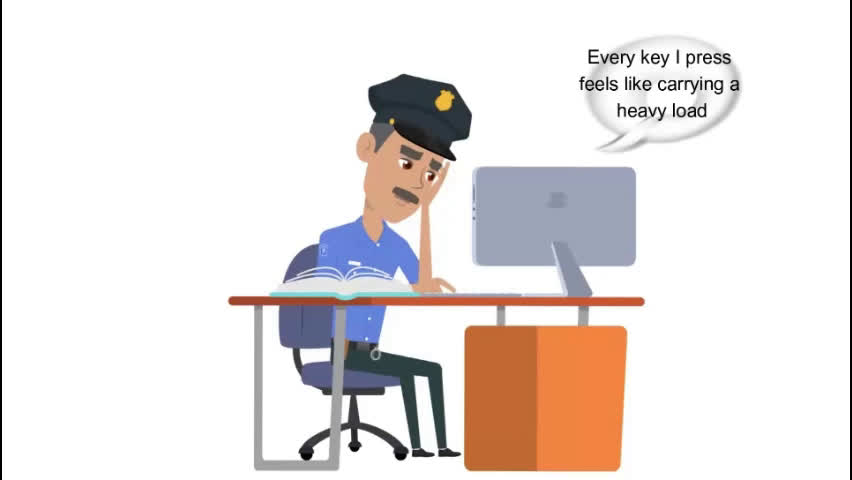 Every key I press
feels like carrying a
heavy load